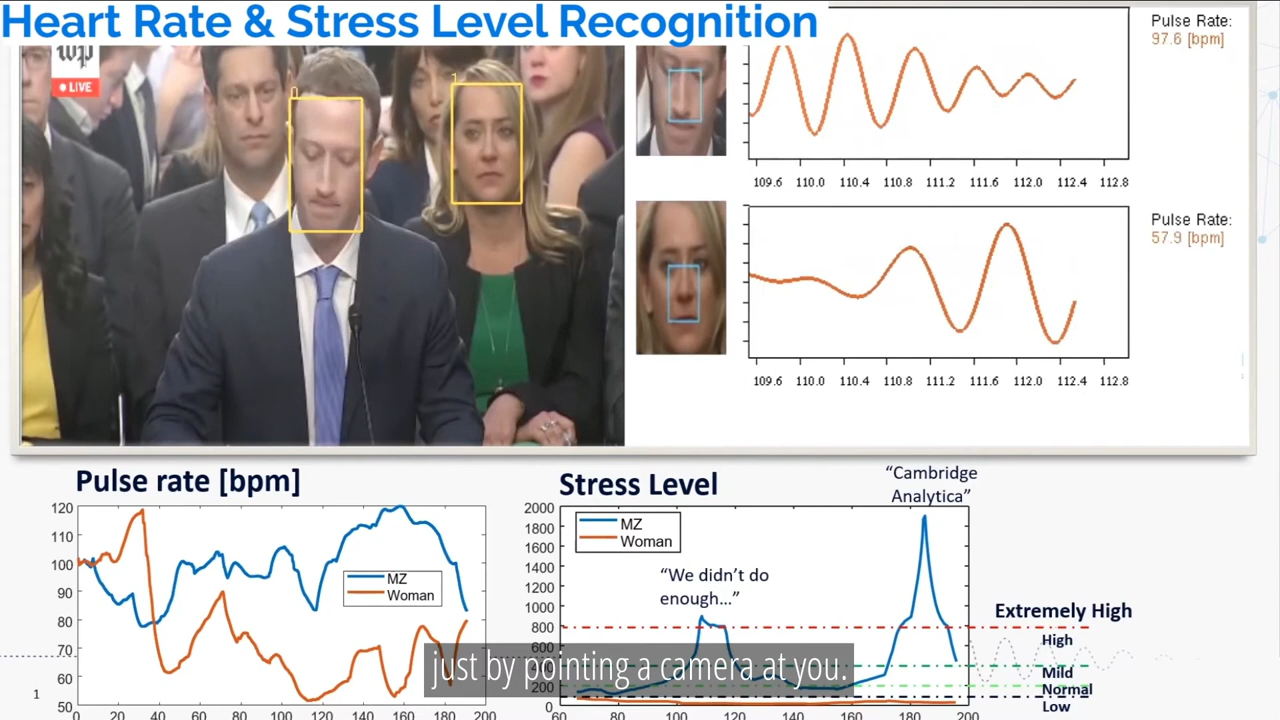 Heart Rate & Stress Level Recognition
wp
LIVE
0
1
Pulse Rate:
97.6 [bpm]
109.6 110.0 110.4 110.8 111.2 111.6 112.0 112.4 112.8
Pulse Rate:
57.9 [bpm]
109.6 110.0 110.4 110.8 111.2 111.6 112.0 112.4 112.8
Pulse rate [bpm]
120
110
100
90
80
70
60
50
MZ
Woman
0 20 40 60 80 100 120 140 160 180 200
Stress Level
2000
1800
1600
1400
1200
1000
800
600
400
200
0
MZ
Woman
“We didn’t do
enough…”
“Cambridge
Analytica”
60 80 100 120 140 160 180 200
Extremely High
High
Mild
Normal
Low
just by pointing a camera at you.
1